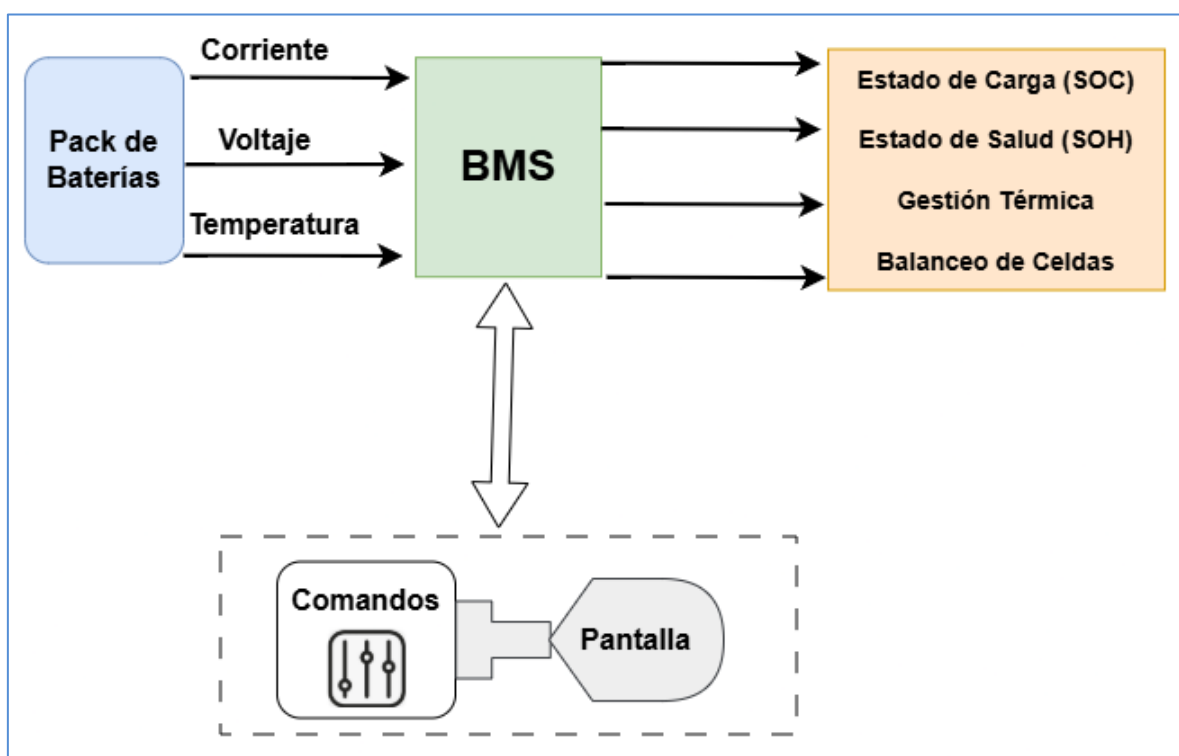 Corriente
Pack de
Baterías
Voltaje
Temperatura
BMS
Estado de Carga (SOC)
Estado de Salud (SOH)
Gestión Térmica
Balanceo de Celdas
Comandos
Pantalla